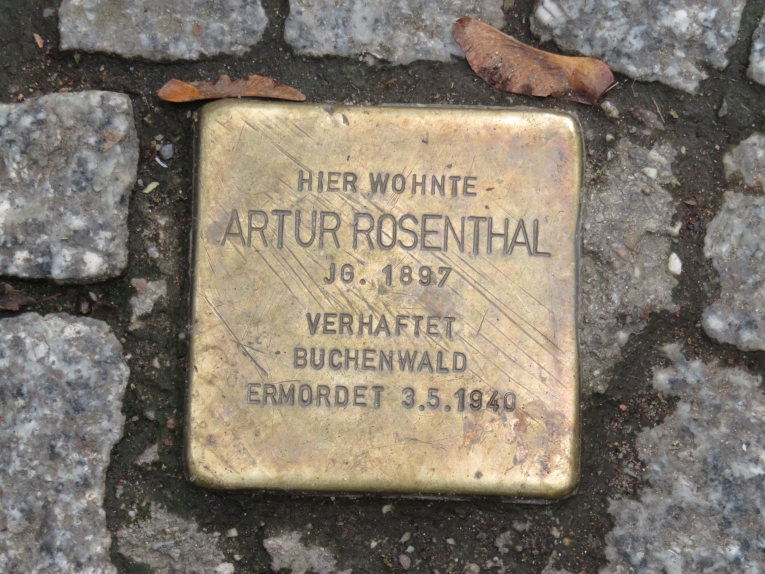 HIER WOHNTE
ARTUR ROSENTHAL
JG. 1897
VERHAFTET
BUCHENWALD
ERMORDET 3.5.1940